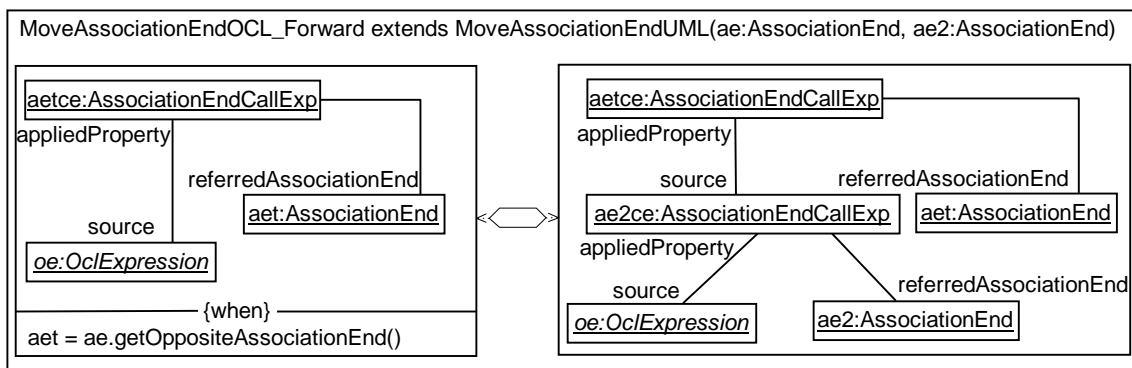 MoveAssociationEndOCL_Forward extends MoveAssociationEndUML(ae:AssociationEnd, ae2:AssociationEnd)
aetce:AssociationEndCallExp
appliedProperty
referredAssociationEnd
aet:AssociationEnd
source
oe:OclExpression
{when}
aet = ae.getOppositeAssociationEnd()
aetce:AssociationEndCallExp
appliedProperty
source
referredAssociationEnd
ae2ce:AssociationEndCallExp
aet:AssociationEnd
appliedProperty
source
referredAssociationEnd
oe:OclExpression
ae2:AssociationEnd